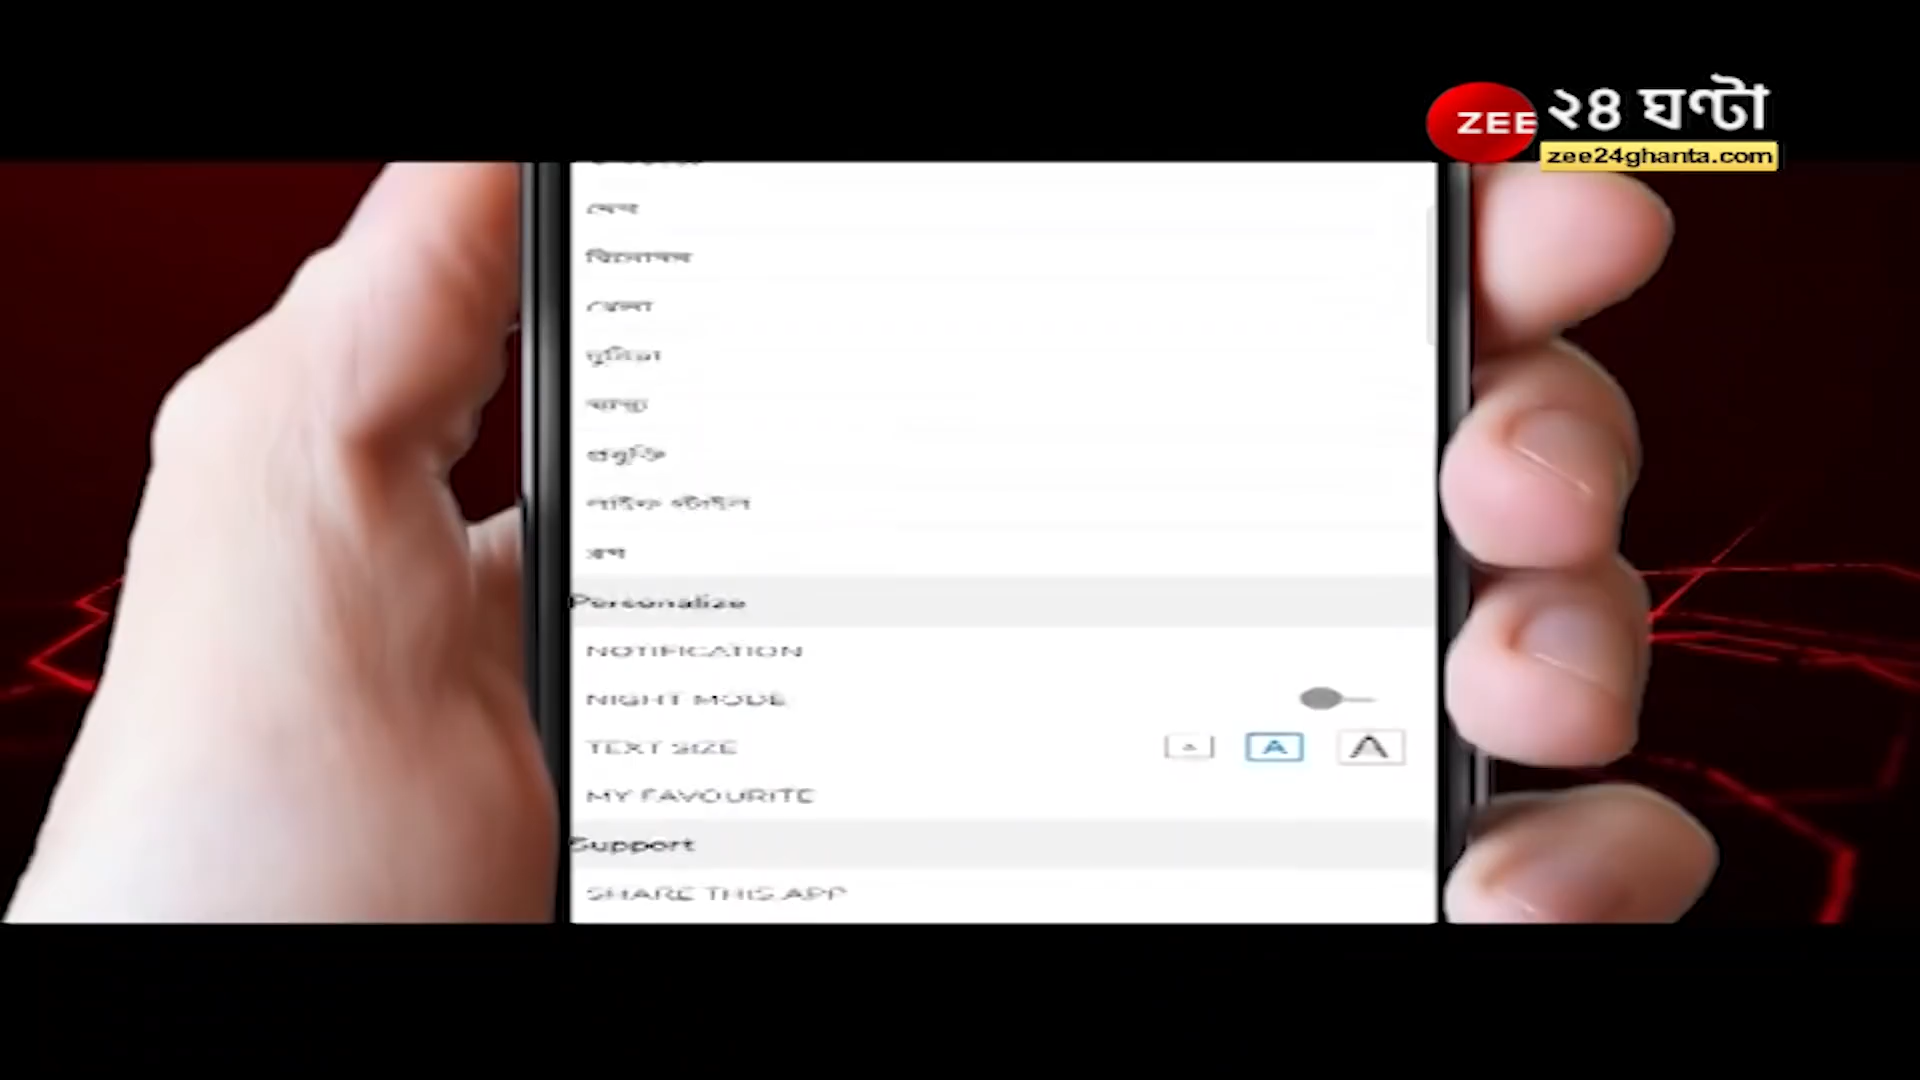 ZEE ২৪ ঘণ্টা
zee24ghanta.com
দেশ
বিনোদন
খেলা
দুনিয়া
স্বাস্থ্য
প্রযুক্তি
লাইফ স্টাইল
ব্লগ
Personalize
NOTIFICATION
NIGHT MODE
TEXT SIZE A A A
MY FAVOURITE
Support
SHARE THIS APP